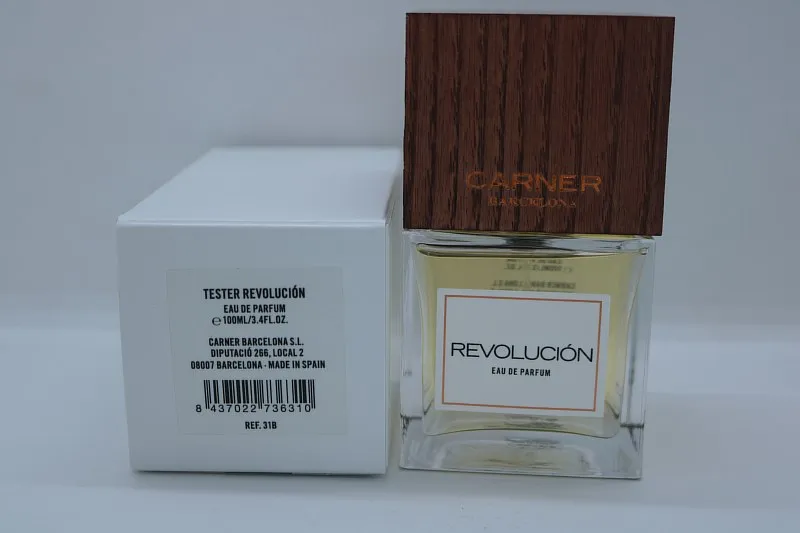 TESTER REVOLUCIÓN
EAU DE PARFUM
℮100ML/3.4FL.OZ.
CARNER BARCELONA S.L.
DIPUTACIÓ 266, LOCAL 2
08007 BARCELONA - MADE IN SPAIN
8 437022 736310
REF. 31B
CARNER
BARCELONA
REVOLUCIÓN
EAU DE PARFUM